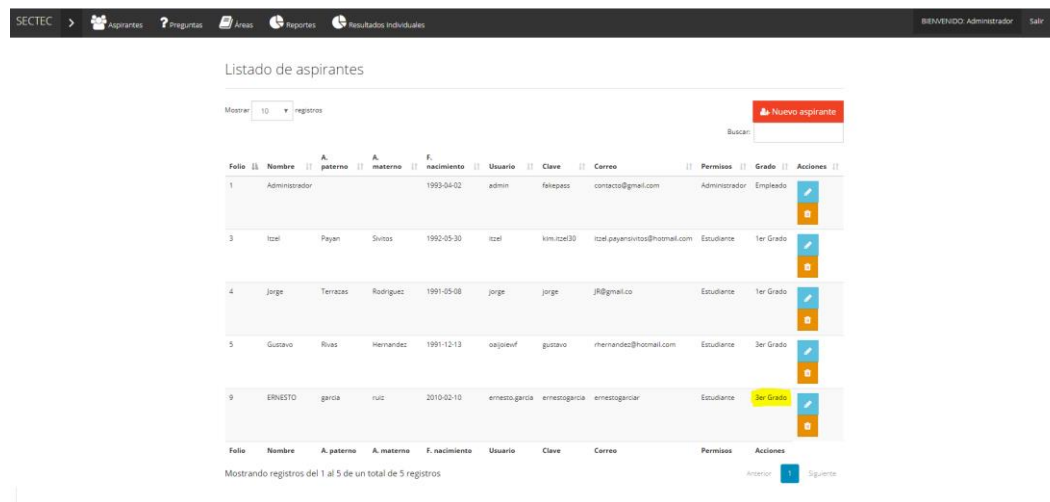 SECTEC > Aspirantes ? Preguntas Áreas Reportes Resultados Individuales BIENVENIDO: Administrador Salir
Listado de aspirantes
Mostrar 10 registros
Nuevo aspirante
Buscar:
Folio Nombre A. paterno A. materno F. nacimiento Usuario Clave Correo Permisos Grado Acciones
1 Administrador 1993-04-02 admin fakepass contacto@gmail.com Administrador Empleado
3 Itzel Payan Sivitos 1992-05-30 itzel kim.itzel30 itzel.payansivitos@hotmail.com Estudiante 1er Grado
4 Jorge Terrazas Rodriguez 1991-05-08 jorge jorge JR@gmail.co Estudiante 1er Grado
5 Gustavo Rivas Hernandez 1991-12-13 oaijoiewf gustavo rhernandez@hotmail.com Estudiante 3er Grado
9 ERNESTO garcia ruiz 2010-02-10 ernesto.garcia ernestogarcia ernestogarciar Estudiante 3er Grado
Folio Nombre A. paterno A. materno F. nacimiento Usuario Clave Correo Permisos Acciones
Mostrando registros del 1 al 5 de un total de 5 registros
Anterior 1 Siguiente